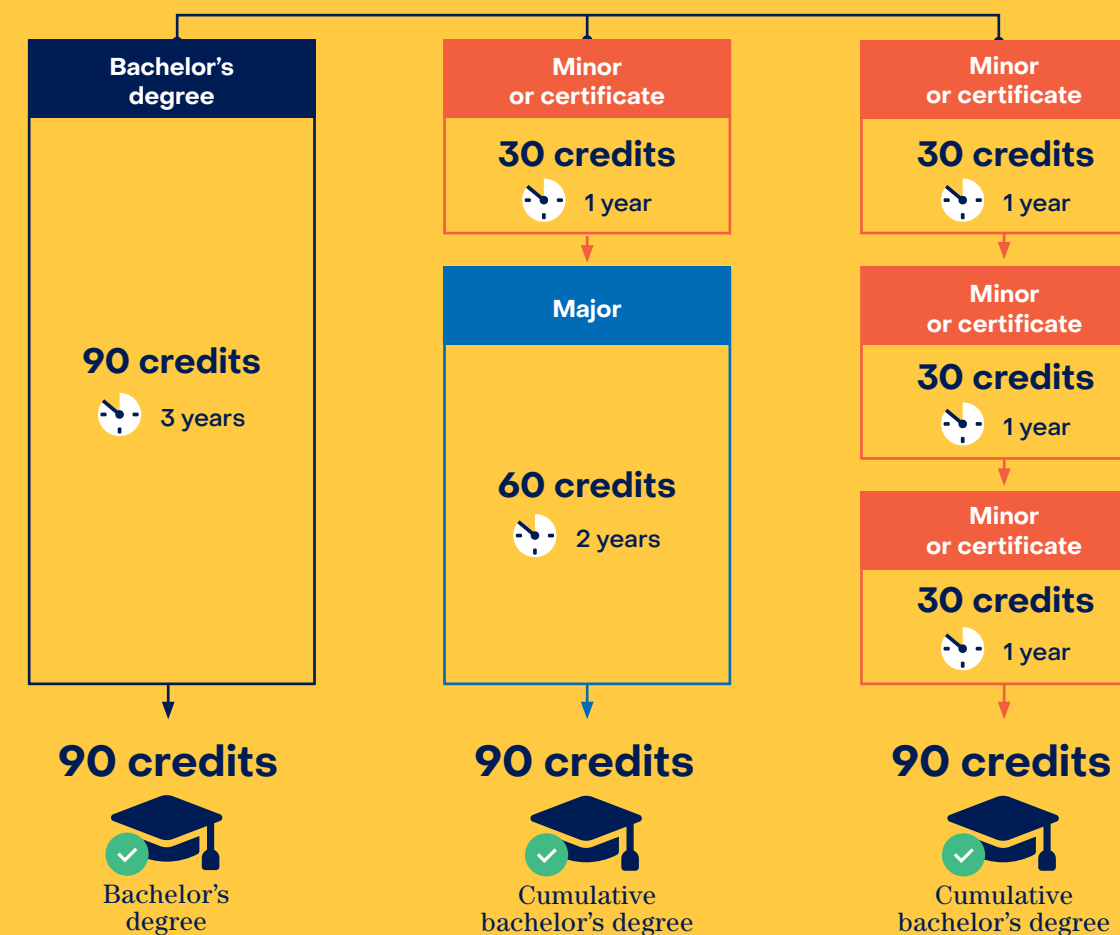 Bachelor's
degree
90 credits
3 years
90 credits
Bachelor's
degree
Minor
or certificate
30 credits
1 year
Major
60 credits
2 years
90 credits
Cumulative
bachelor's degree
Minor
or certificate
30 credits
1 year
Minor
or certificate
30 credits
1 year
Minor
or certificate
30 credits
1 year
90 credits
Cumulative
bachelor's degree